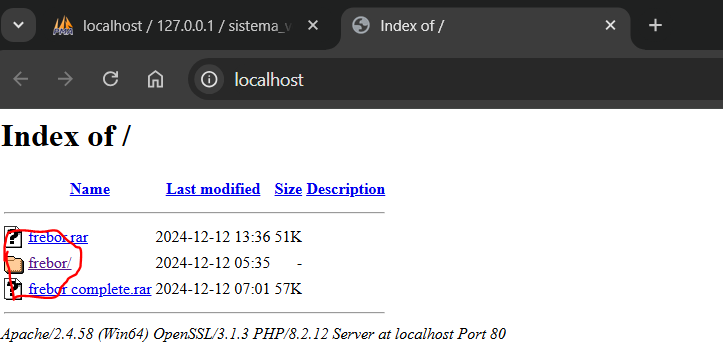 localhost / 127.0.0.1 / sistema_v
Index of /
localhost
Index of /
Name Last modified Size Description
frebor.rar 2024-12-12 13:36 51K
frebor/ 2024-12-12 05:35 -
frebor complete.rar 2024-12-12 07:01 57K
Apache/2.4.58 (Win64) OpenSSL/3.1.3 PHP/8.2.12 Server at localhost Port 80